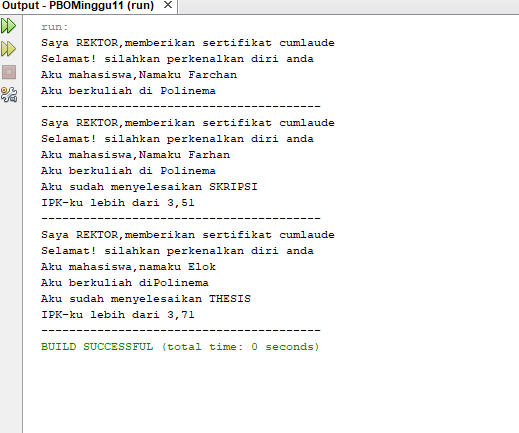 Output - PBOMinggu11 (run)
run:
Saya REKTOR,memberikan sertifikat cumlaude
Selamat! silahkan perkenalkan diri anda
Aku mahasiswa,Namaku Farchan
Aku berkuliah di Polinema
----------------------------------------
Saya REKTOR,memberikan sertifikat cumlaude
Selamat! silahkan perkenalkan diri anda
Aku mahasiswa,Namaku Farhan
Aku berkuliah di Polinema
Aku sudah menyelesaikan SKRIPSI
IPK-ku lebih dari 3,51
----------------------------------------
Saya REKTOR,memberikan sertifikat cumlaude
Selamat! silahkan perkenalkan diri anda
Aku mahasiswa,namaku Elok
Aku berkuliah diPolinema
Aku sudah menyelesaikan THESIS
IPK-ku lebih dari 3,71
----------------------------------------
BUILD SUCCESSFUL (total time: 0 seconds)